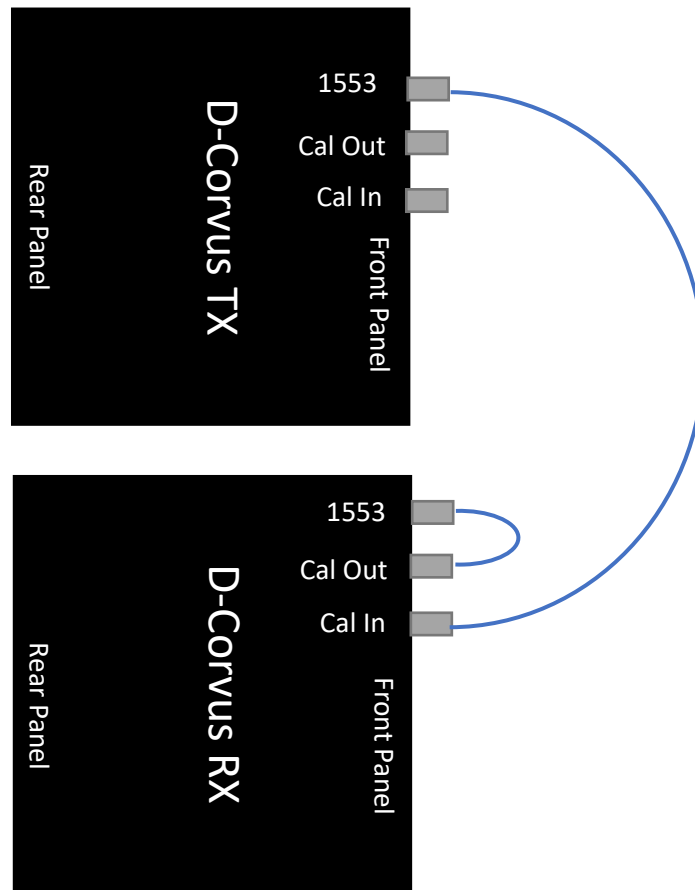 1553
Cal Out
Cal In
Front Panel
D-Corvus TX
Rear Panel
1553
Cal Out
Cal In
Front Panel
D-Corvus RX
Rear Panel